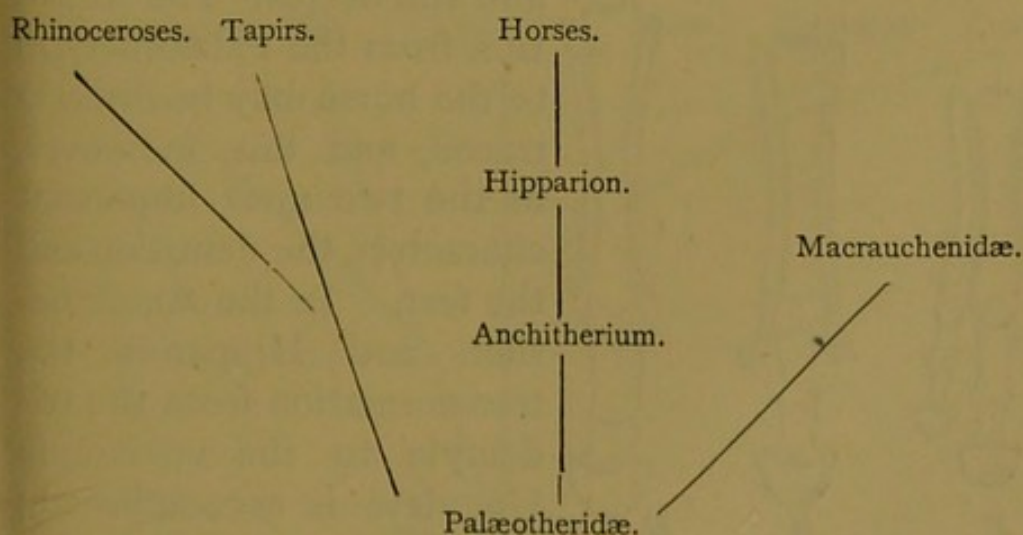 Rhinoceroses. Tapirs. Horses.
Hipparion.
Macrauchenidæ.
Anchitherium.
Palæotheridæ.